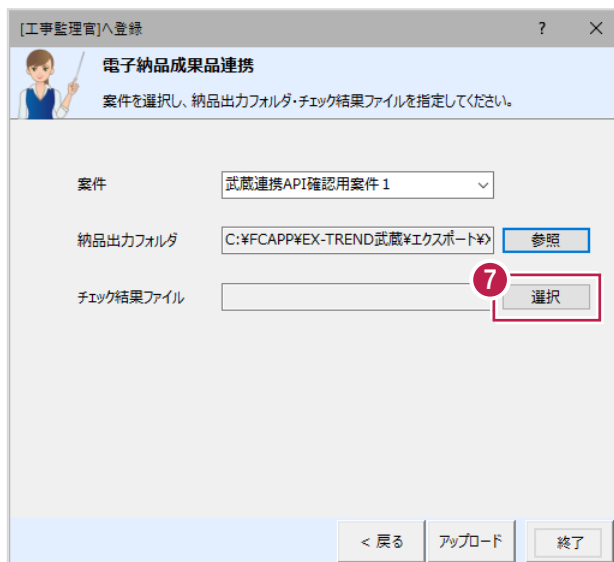 [工事監理官]へ登録 ? ×
電子納品成果品連携
案件を選択し、納品出力フォルダ・チェック結果ファイルを指定してください。
案件 武蔵連携API確認用案件１
納品出力フォルダ C:¥FCAPP¥EX-TREND武蔵¥エクスポート¥ 参照
7
チェック結果ファイル 選択
< 戻る アップロード 終了